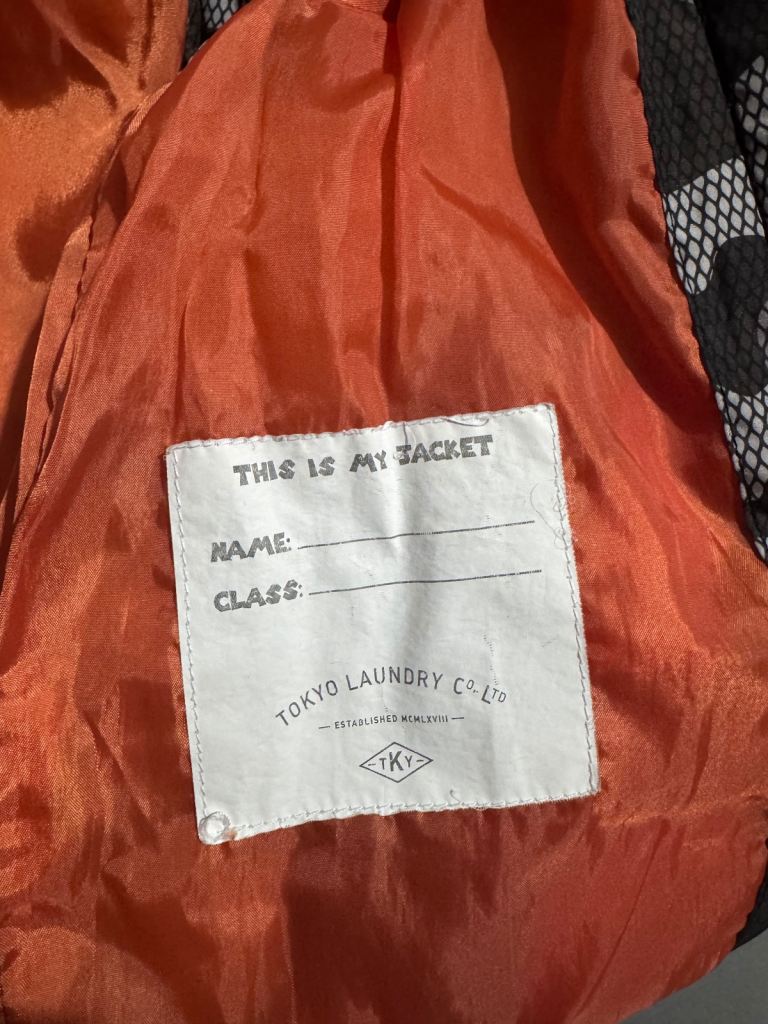 THIS IS MY JACKET
NAME:
CLASS:
TOKYO LAUNDRY CO., LTD
— ESTABLISHED MCMLXVIII —
-TKY-